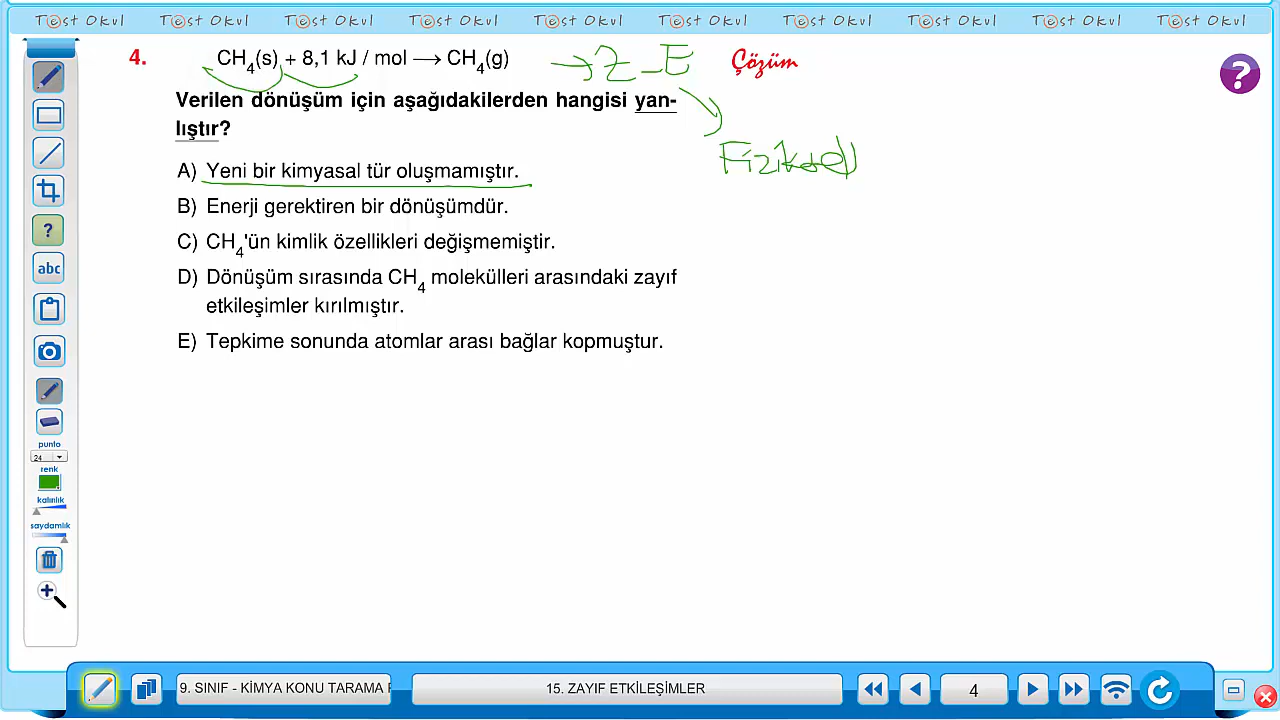 Test Okul Test Okul Test Okul Test Okul Test Okul Test Okul Test Okul Test Okul Test Okul Test Okul
4. CH4(s) + 8,1 kJ / mol → CH4(g) → Z-E Çözüm ?
Verilen dönüşüm için aşağıdakilerden hangisi yan-
lıştır?
Fiziksel
A) Yeni bir kimyasal tür oluşmamıştır.
B) Enerji gerektiren bir dönüşümdür.
C) CH4'ün kimlik özellikleri değişmemiştir.
D) Dönüşüm sırasında CH4 molekülleri arasındaki zayıf
etkileşimler kırılmıştır.
E) Tepkime sonunda atomlar arası bağlar kopmuştur.
?
abc
punto
24
renk
kalınlık
saydamlık
9. SINIF - KİMYA KONU TARAMA 15. ZAYIF ETKİLEŞİMLER 4